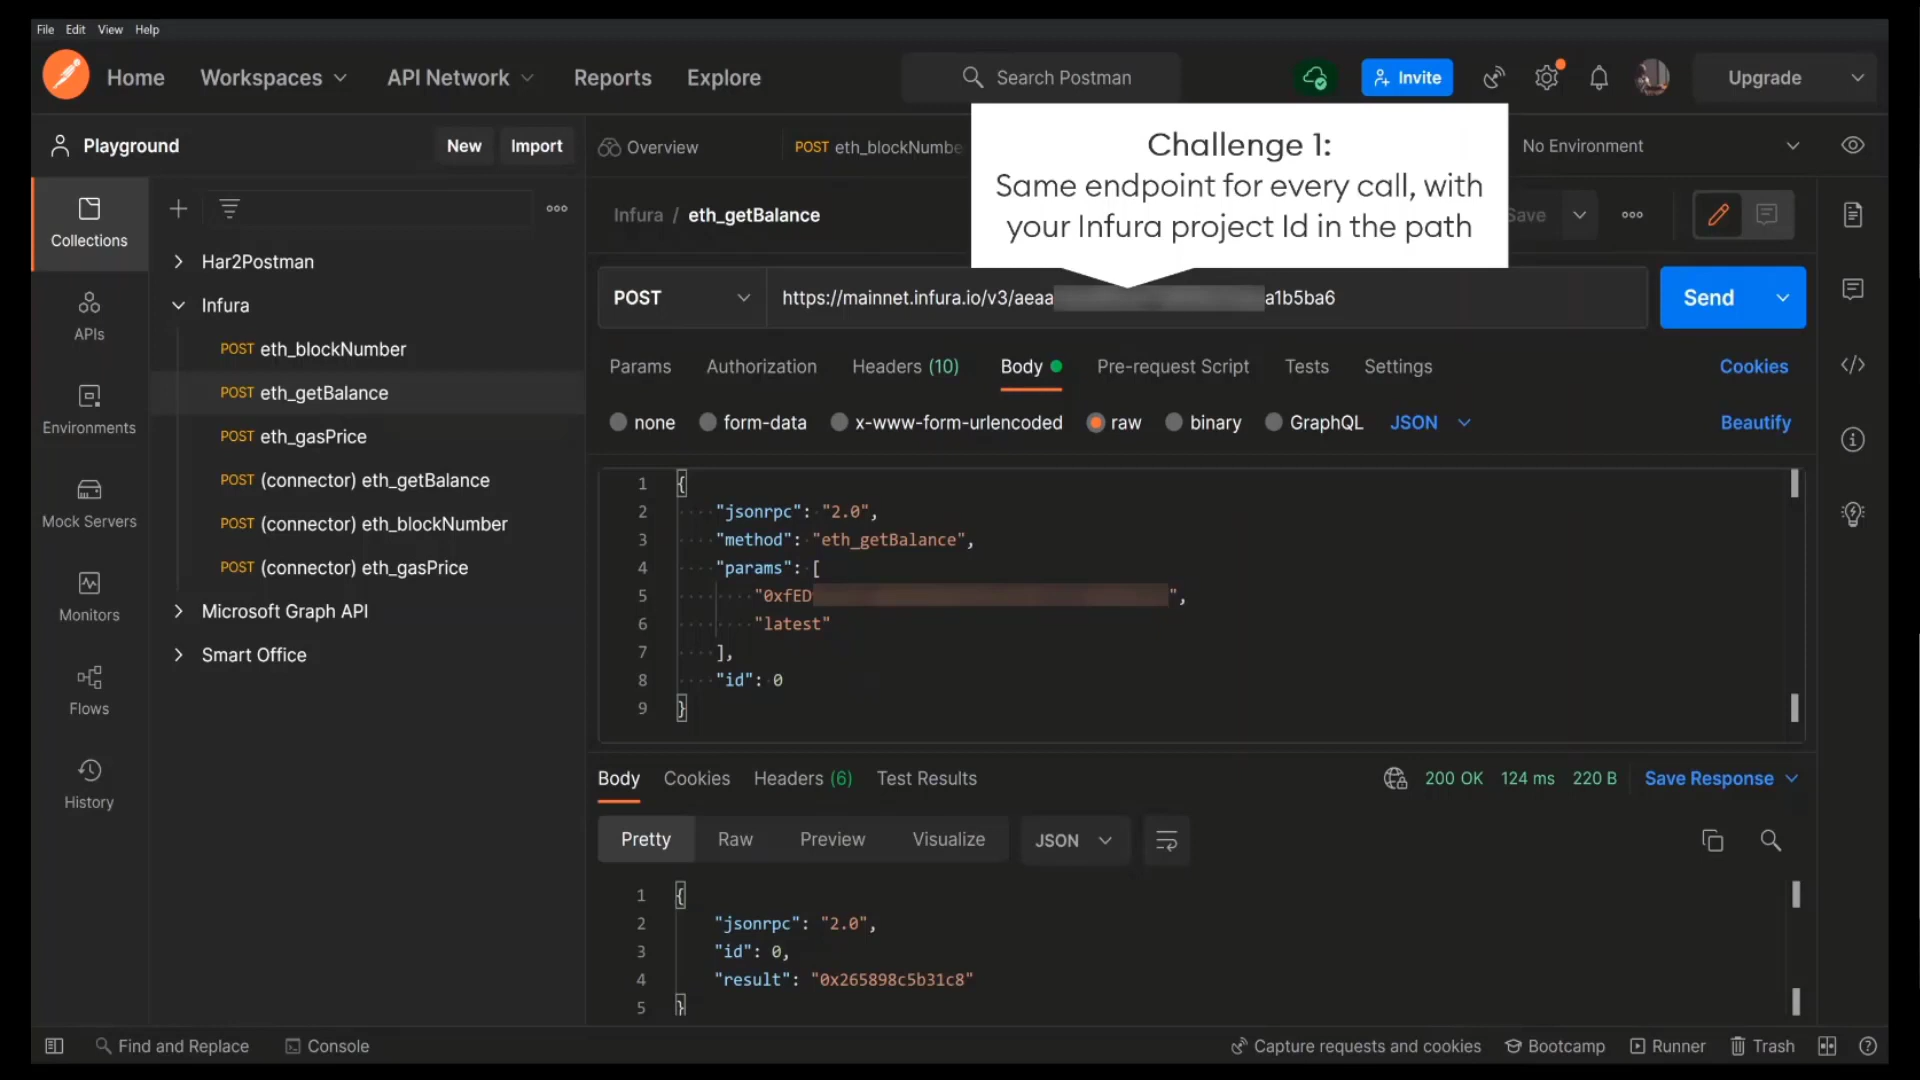 File Edit View Help
Home Workspaces API Network Reports Explore Search Postman Invite Upgrade
Playground New Import Overview POST eth_blockNumbe No Environment
Challenge 1:
Same endpoint for every call, with
your Infura project Id in the path
Infura / eth_getBalance Save
Collections
Har2Postman
Infura
POST eth_blockNumber
POST eth_getBalance
POST eth_gasPrice
POST (connector) eth_getBalance
POST (connector) eth_blockNumber
POST (connector) eth_gasPrice
Microsoft Graph API
Smart Office
APIs
Environments
Mock Servers
Monitors
Flows
History
POST https://mainnet.infura.io/v3/aeaa a1b5ba6 Send
Params Authorization Headers (10) Body Pre-request Script Tests Settings Cookies
none form-data x-www-form-urlencoded raw binary GraphQL JSON Beautify
1 {
2 "jsonrpc": "2.0",
3 "method": "eth_getBalance",
4 "params": [
5 "0xfED ",
6 "latest"
7 ],
8 "id": 0
9 }
Body Cookies Headers (6) Test Results 200 OK 124 ms 220 B Save Response
Pretty Raw Preview Visualize JSON
1 {
2 "jsonrpc": "2.0",
3 "id": 0,
4 "result": "0x265898c5b31c8"
5 }
Find and Replace Console Capture requests and cookies Bootcamp Runner Trash